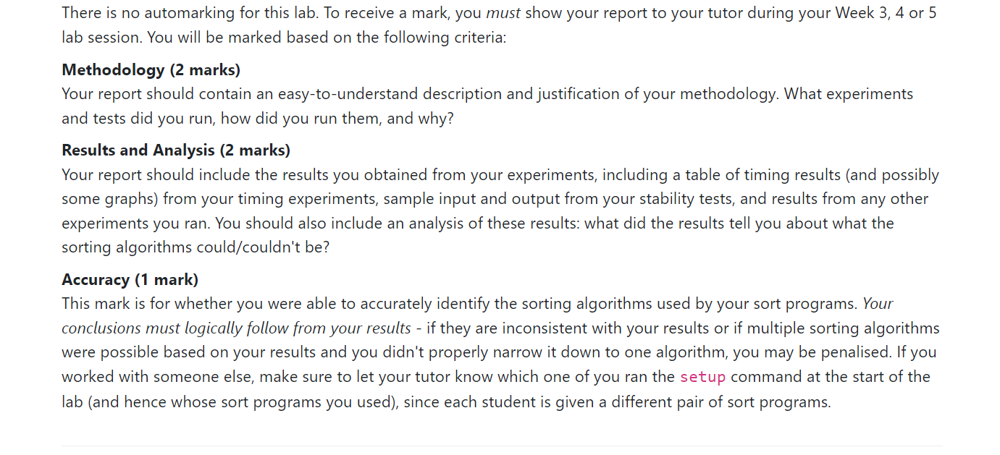 There is no automarking for this lab. To receive a mark, you must show your report to your tutor during your Week 3, 4 or 5
lab session. You will be marked based on the following criteria:
Methodology (2 marks)
Your report should contain an easy-to-understand description and justification of your methodology. What experiments
and tests did you run, how did you run them, and why?
Results and Analysis (2 marks)
Your report should include the results you obtained from your experiments, including a table of timing results (and possibly
some graphs) from your timing experiments, sample input and output from your stability tests, and results from any other
experiments you ran. You should also include an analysis of these results: what did the results tell you about what the
sorting algorithms could/couldn't be?
Accuracy (1 mark)
This mark is for whether you were able to accurately identify the sorting algorithms used by your sort programs. Your
conclusions must logically follow from your results - if they are inconsistent with your results or if multiple sorting algorithms
were possible based on your results and you didn't properly narrow it down to one algorithm, you may be penalised. If you
worked with someone else, make sure to let your tutor know which one of you ran the setup command at the start of the
lab (and hence whose sort programs you used), since each student is given a different pair of sort programs.